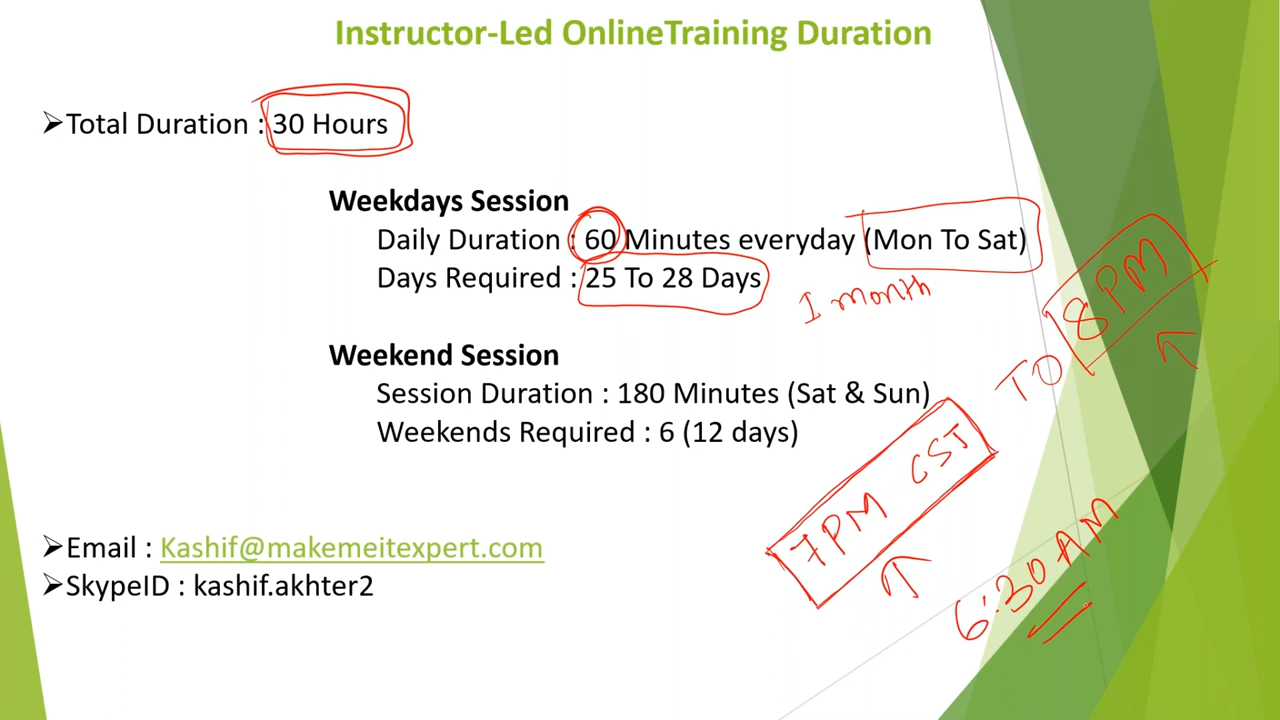 Instructor-Led OnlineTraining Duration
➢Total Duration : 30 Hours
Weekdays Session
Daily Duration : 60 Minutes everyday (Mon To Sat)
Days Required : 25 To 28 Days
1 month
Weekend Session
Session Duration : 180 Minutes (Sat & Sun)
Weekends Required : 6 (12 days)
7PM CST TO 8PM
6:30 AM
➢Email : Kashif@makemeitexpert.com
➢SkypeID : kashif.akhter2